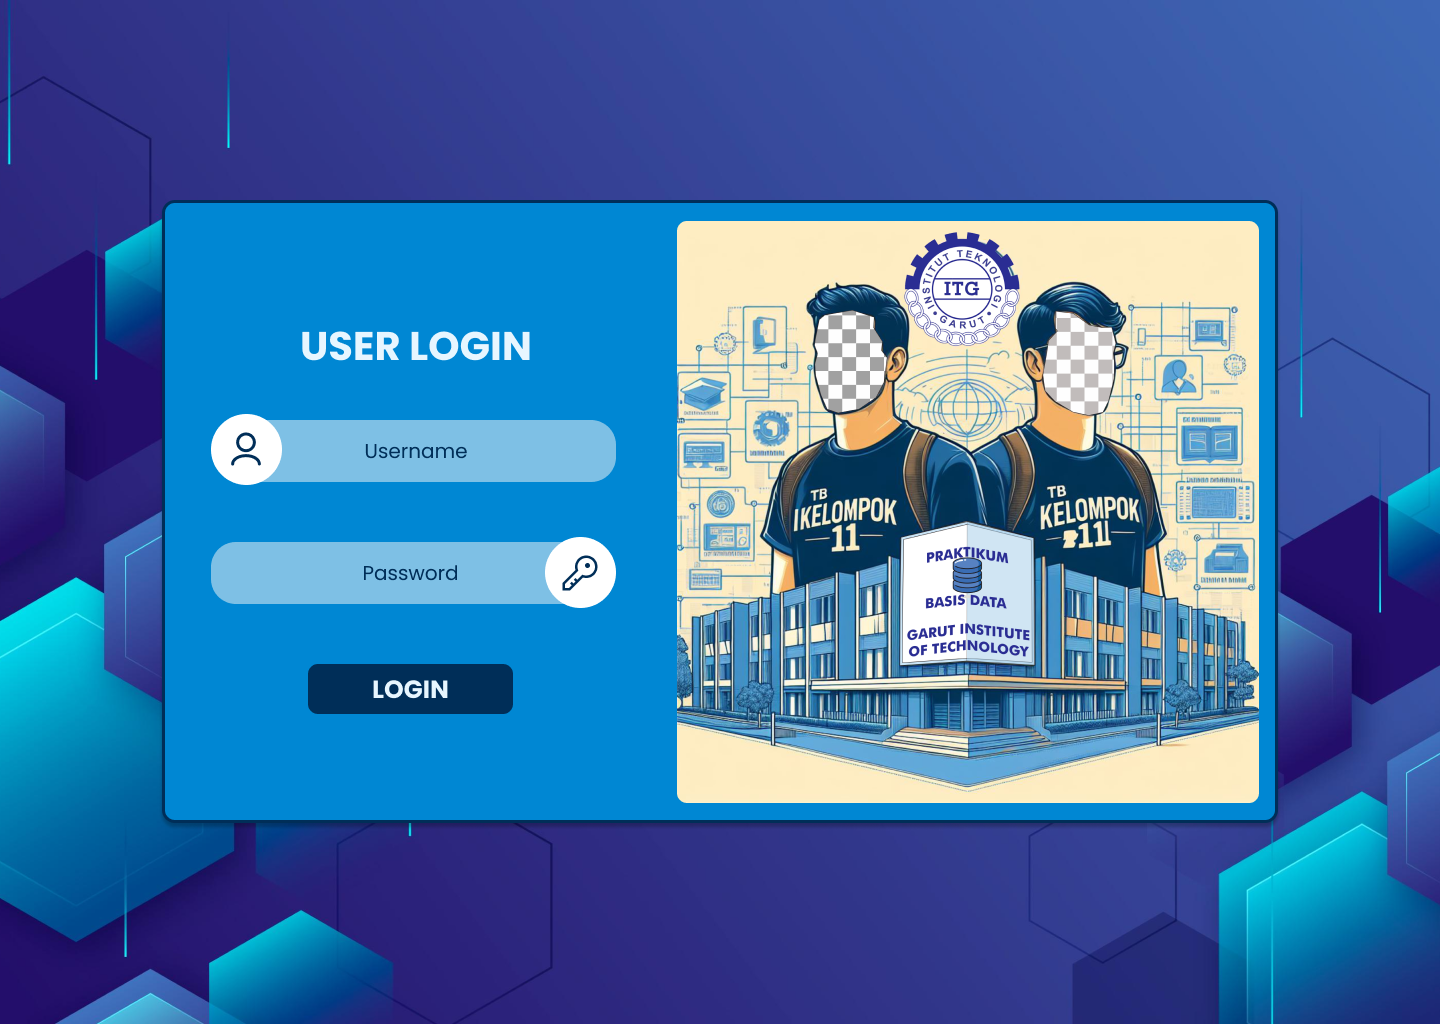 USER LOGIN
Username
Password
LOGIN
INSTITUT TEKNOLOGI
ITG
GARUT
TB
IKELOMPOK
11
TB
KELOMPOK
11
PRAKTIKUM
BASIS DATA
GARUT INSTITUTE
OF TECHNOLOGY